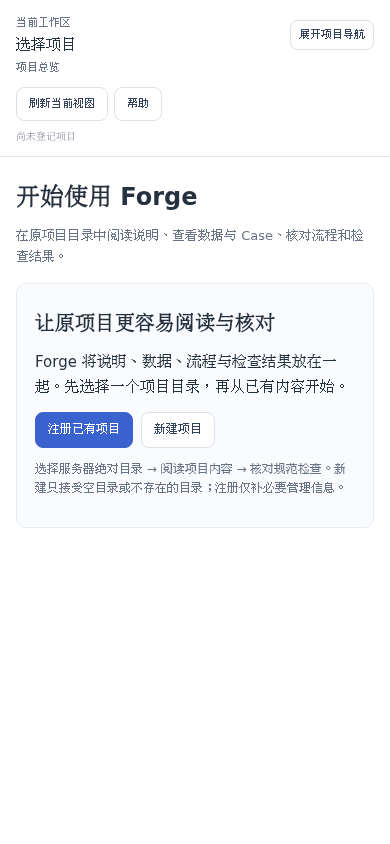 当前工作区
选择项目
展开项目导航
项目总览
刷新当前视图
帮助
尚未登记项目
开始使用 Forge
在原项目目录中阅读说明、查看数据与 Case、核对流程和检
查结果。
让原项目更容易阅读与核对
Forge 将说明、数据、流程与检查结果放在一
起。先选择一个项目目录，再从已有内容开始。
注册已有项目
新建项目
选择服务器绝对目录 → 阅读项目内容 → 核对规范检查。新
建只接受空目录或不存在的目录；注册仅补必要管理信息。